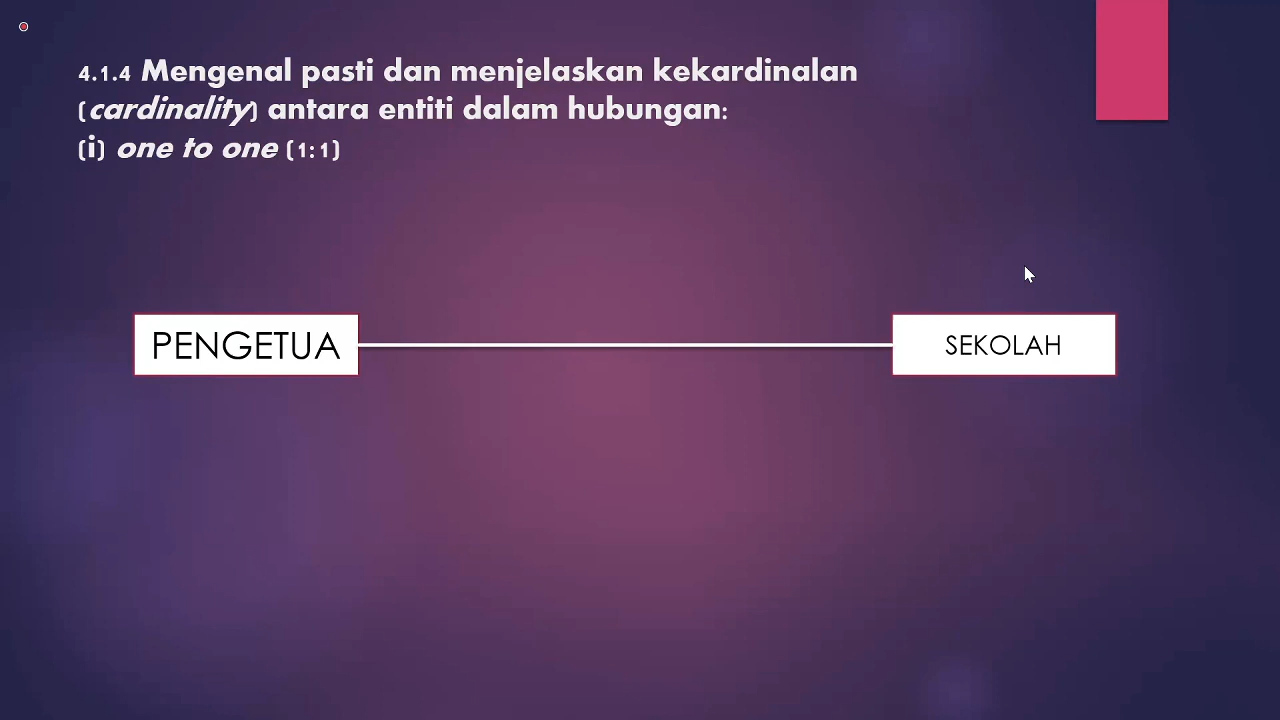 4.1.4 Mengenal pasti dan menjelaskan kekardinalan
(cardinality) antara entiti dalam hubungan:
(i) one to one (1:1)
PENGETUA
SEKOLAH